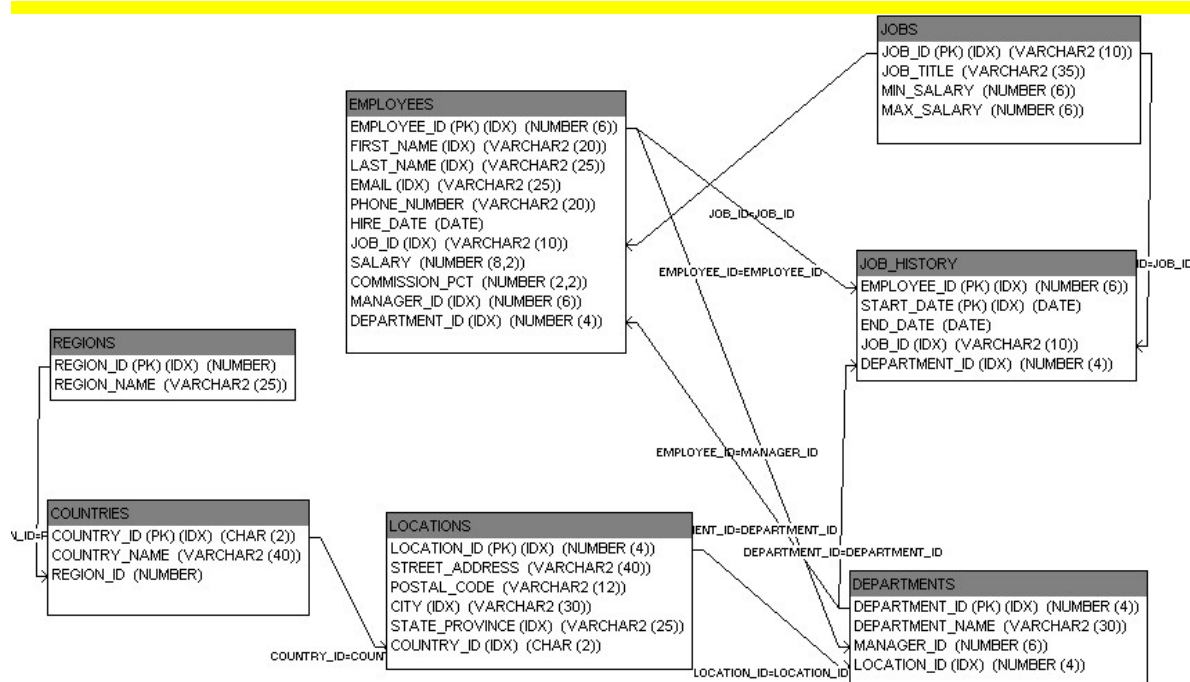 JOBS
JOB_ID (PK) (IDX) (VARCHAR2 (10))
JOB_TITLE (VARCHAR2 (35))
MIN_SALARY (NUMBER (6))
MAX_SALARY (NUMBER (6))
EMPLOYEES
EMPLOYEE_ID (PK) (IDX) (NUMBER (6))
FIRST_NAME (IDX) (VARCHAR2 (20))
LAST_NAME (IDX) (VARCHAR2 (25))
EMAIL (IDX) (VARCHAR2 (25))
PHONE_NUMBER (VARCHAR2 (20))
HIRE_DATE (DATE)
JOB_ID (IDX) (VARCHAR2 (10))
SALARY (NUMBER (8,2))
COMMISSION_PCT (NUMBER (2,2))
MANAGER_ID (IDX) (NUMBER (6))
DEPARTMENT_ID (IDX) (NUMBER (4))
JOB_ID=JOB_ID
EMPLOYEE_ID=EMPLOYEE_ID
ID=JOB_ID
JOB_HISTORY
EMPLOYEE_ID (PK) (IDX) (NUMBER (6))
START_DATE (PK) (IDX) (DATE)
END_DATE (DATE)
JOB_ID (IDX) (VARCHAR2 (10))
DEPARTMENT_ID (IDX) (NUMBER (4))
REGIONS
REGION_ID (PK) (IDX) (NUMBER)
REGION_NAME (VARCHAR2 (25))
EMPLOYEE_ID=MANAGER_ID
COUNTRIES
COUNTRY_ID (PK) (IDX) (CHAR (2))
COUNTRY_NAME (VARCHAR2 (40))
REGION_ID (NUMBER)
LOCATIONS
LOCATION_ID (PK) (IDX) (NUMBER (4))
STREET_ADDRESS (VARCHAR2 (40))
POSTAL_CODE (VARCHAR2 (12))
CITY (IDX) (VARCHAR2 (30))
STATE_PROVINCE (IDX) (VARCHAR2 (25))
COUNTRY_ID (IDX) (CHAR (2))
COUNTRY_ID=COUNT
MENT_ID=DEPARTMENT_ID
DEPARTMENT_ID=DEPARTMENT_ID
DEPARTMENTS
DEPARTMENT_ID (PK) (IDX) (NUMBER (4))
DEPARTMENT_NAME (VARCHAR2 (30))
MANAGER_ID (NUMBER (6))
LOCATION_ID (IDX) (NUMBER (4))
LOCATION_ID=LOCATION_ID